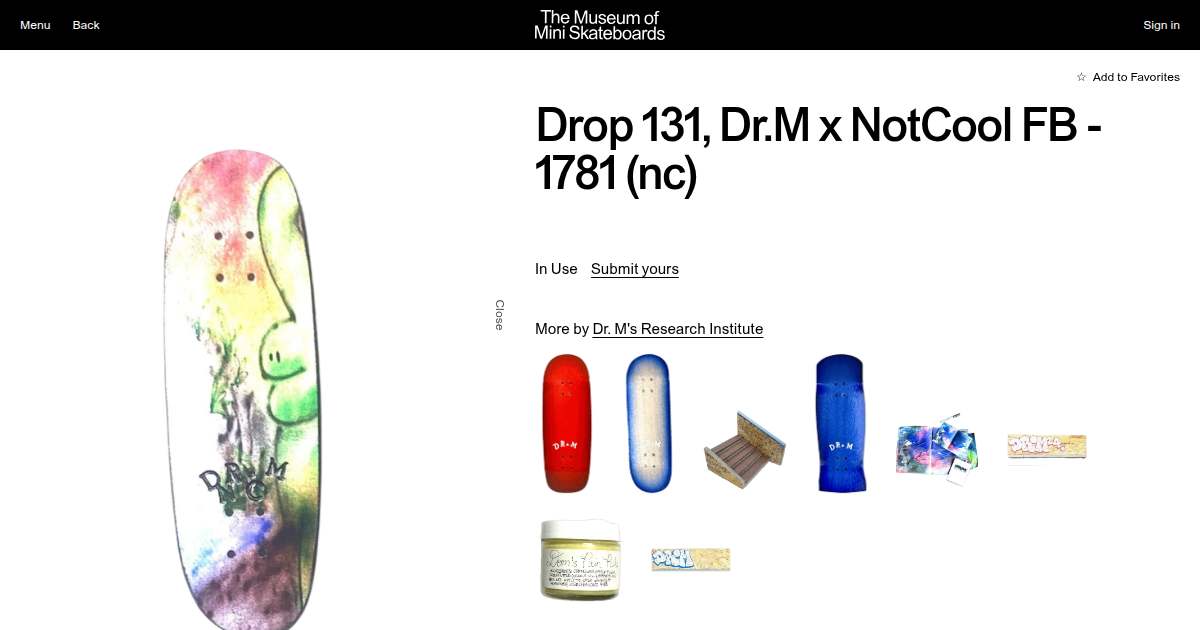 Menu
Back
The Museum of
Mini Skateboards
Sign in
☆ Add to Favorites
Drop 131, Dr.M x NotCool FB -
1781 (nc)
In Use
Submit yours
Close
More by Dr. M's Research Institute
DR.M
DR.M
DR.M
DR.M